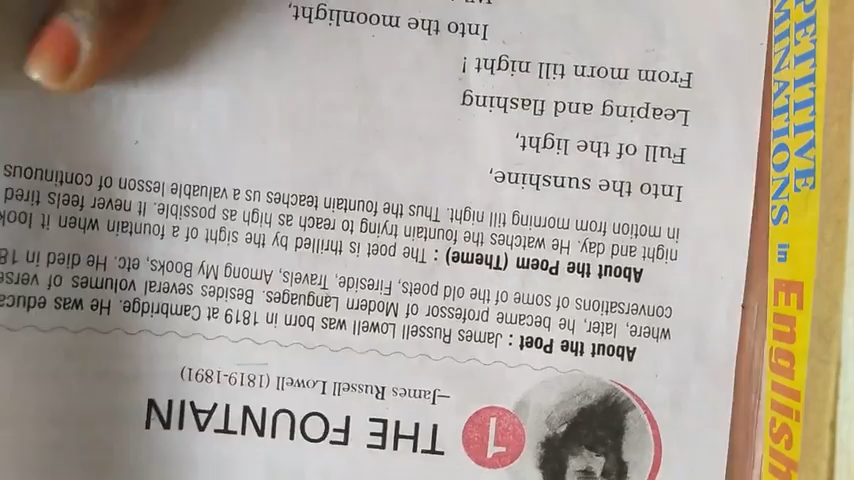 1 THE FOUNTAIN
—James Russell Lowell (1819-1891)
About the Poet : James Russell Lowell was born in 1819 at Cambridge. He was educa
where, later, he became professor of Modern Languages. Besides several volumes of verse
conversations of some of the old poets, Fireside, Travels, Among My Books, etc. He died in 18
About the Poem (Theme) : The poet is thrilled by the sight of a fountain when it look
night and day. He watches the fountain trying to reach as high as possible. It never feels tired
in motion from morning till night. Thus the fountain teaches us a valuable lesson of continuous
Into the sunshine,
Full of the light,
Leaping and flashing
From morn till night !
Into the moonlight,
PETITIVE
MINATIONS in English